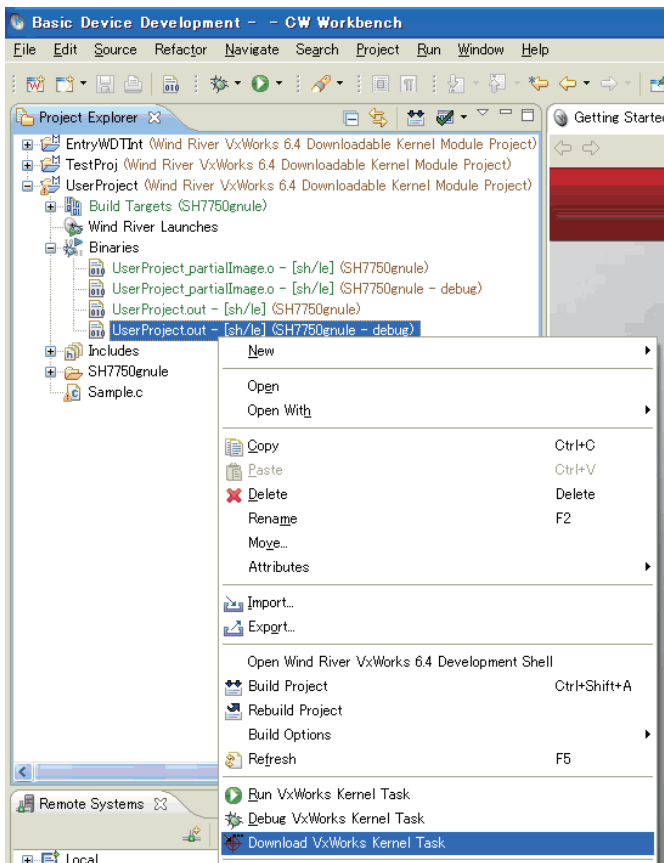 Basic Device Development - - CW Workbench
File Edit Source Refactor Navigate Search Project Run Window Help
Project Explorer
Getting Starte
EntryWDTInt (Wind River VxWorks 6.4 Downloadable Kernel Module Project)
TestProj (Wind River VxWorks 6.4 Downloadable Kernel Module Project)
UserProject (Wind River VxWorks 6.4 Downloadable Kernel Module Project)
Build Targets (SH7750gnule)
Wind River Launches
Binaries
UserProject_partialImage.o - [sh/le] (SH7750gnule)
UserProject_partialImage.o - [sh/le] (SH7750gnule - debug)
UserProject.out - [sh/le] (SH7750gnule)
UserProject.out - [sh/le] (SH7750gnule - debug)
Includes
SH7750gnule
Sample.c
New
Open
Open With
Copy Ctrl+C
Paste Ctrl+V
Delete Delete
Rename F2
Move...
Attributes
Import...
Export...
Open Wind River VxWorks 6.4 Development Shell
Build Project Ctrl+Shift+A
Rebuild Project
Build Options
Refresh F5
Run VxWorks Kernel Task
Debug VxWorks Kernel Task
Download VxWorks Kernel Task
Remote Systems
Local